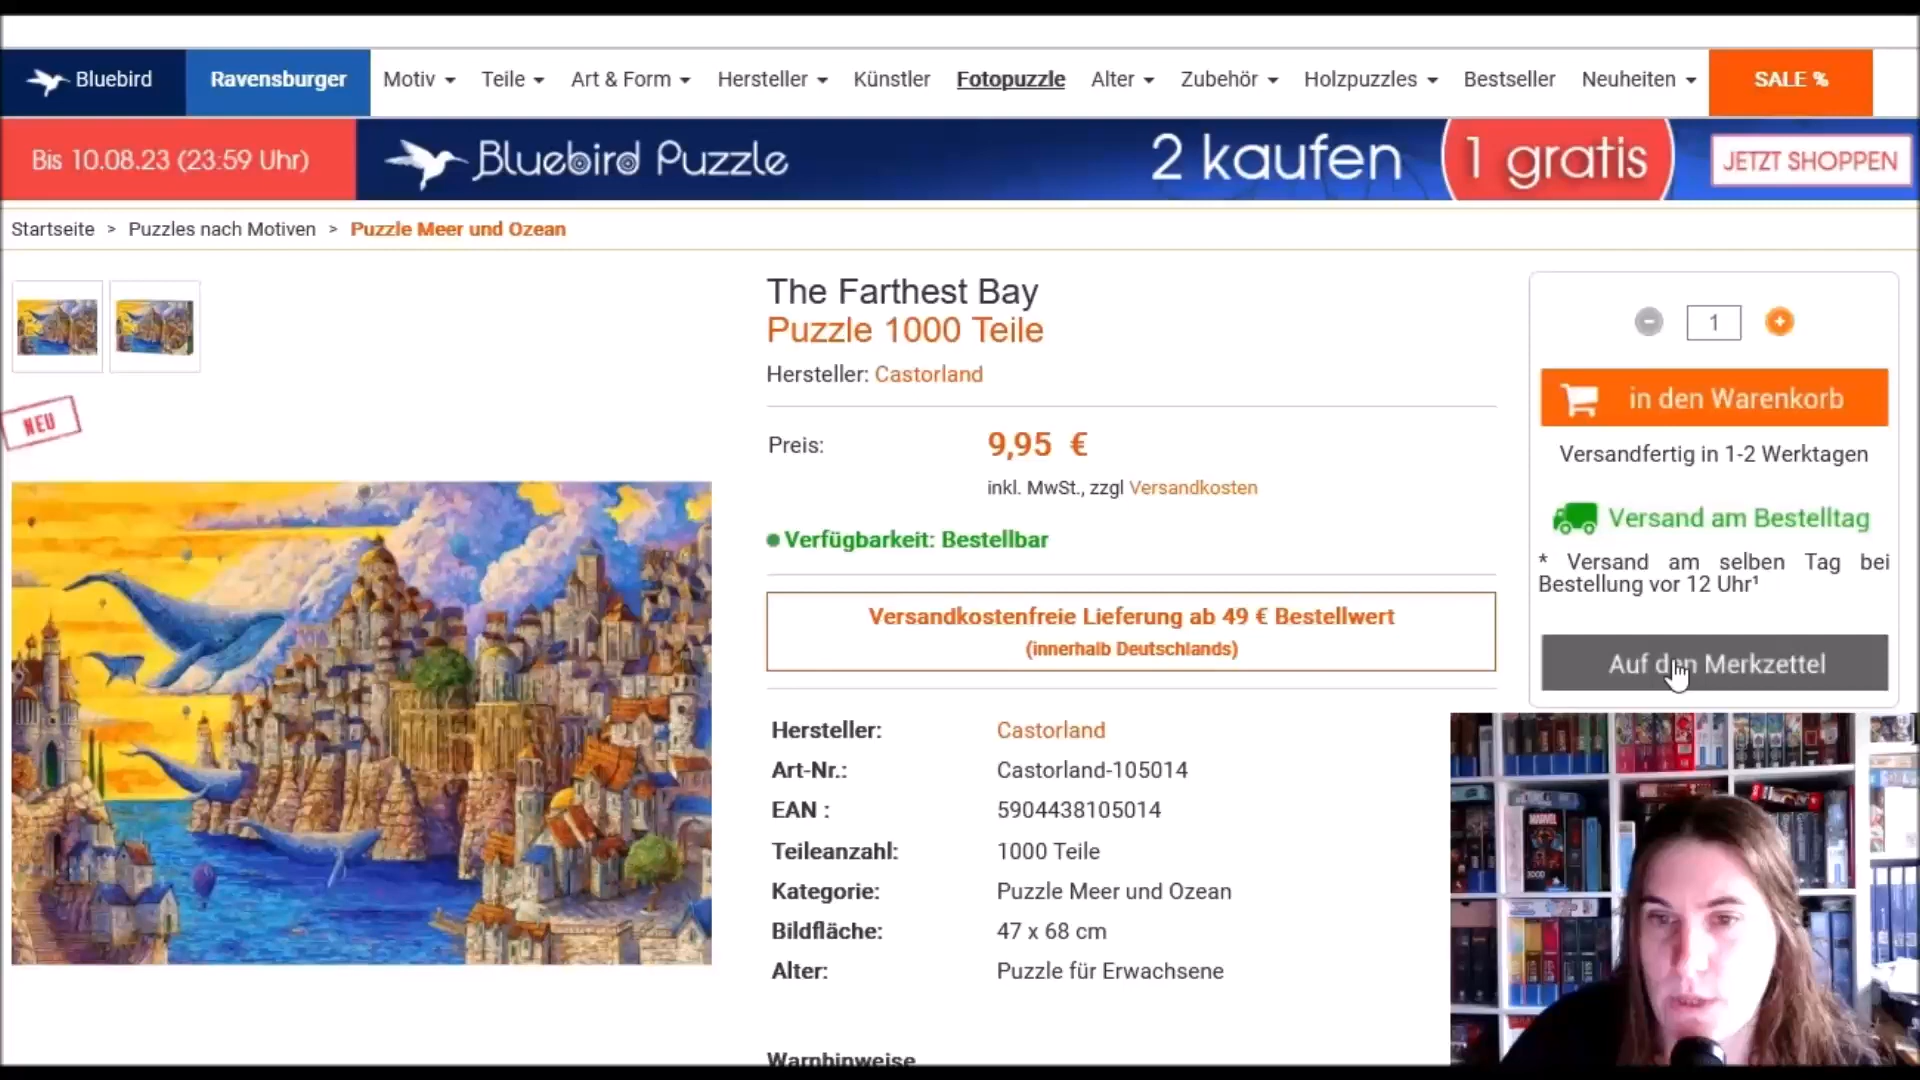 Bluebird
Ravensburger
Motiv
Teile
Art & Form
Hersteller
Künstler
Fotopuzzle
Alter
Zubehör
Holzpuzzles
Bestseller
Neuheiten
SALE %
Bis 10.08.23 (23:59 Uhr)
Bluebird Puzzle
2 kaufen
1 gratis
JETZT SHOPPEN
Startseite > Puzzles nach Motiven > Puzzle Meer und Ozean
NEU
The Farthest Bay
Puzzle 1000 Teile
Hersteller: Castorland
Preis: 9,95 €
inkl. MwSt., zzgl Versandkosten
Verfügbarkeit: Bestellbar
Versandkostenfreie Lieferung ab 49 € Bestellwert
(innerhalb Deutschlands)
Hersteller: Castorland
Art-Nr.: Castorland-105014
EAN : 5904438105014
Teileanzahl: 1000 Teile
Kategorie: Puzzle Meer und Ozean
Bildfläche: 47 x 68 cm
Alter: Puzzle für Erwachsene
Warnhinweise
1
in den Warenkorb
Versandfertig in 1-2 Werktagen
Versand am Bestelltag
* Versand am selben Tag bei
Bestellung vor 12 Uhr¹
Auf den Merkzettel
MARVEL